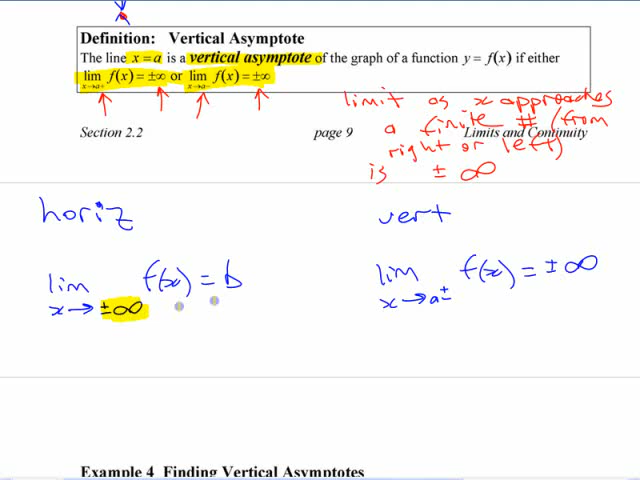 Definition: Vertical Asymptote
The line x = a is a vertical asymptote of the graph of a function y = f(x) if either
lim f(x) = ±∞ or lim f(x) = ±∞
x→a+ x→a−
limit as x approaches
a finite # (from
right or left)
is ± ∞
Section 2.2 page 9 Limits and Continuity
horiz vert
lim f(x) = b lim f(x) = ±∞
x → ±∞ x → a±
Example 4 Finding Vertical Asymptotes